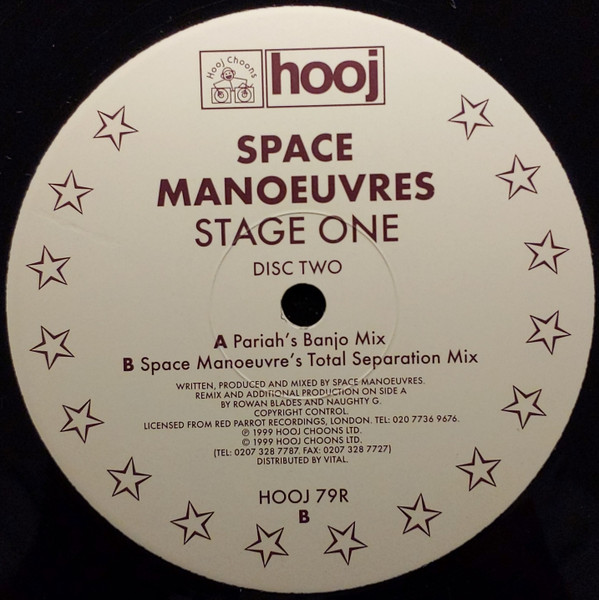 Hooj Choons
hooj
SPACE
MANOEUVRES
STAGE ONE
DISC TWO
A Pariah's Banjo Mix
B Space Manoeuvre's Total Separation Mix
WRITTEN, PRODUCED AND MIXED BY SPACE MANOEUVRES.
REMIX AND ADDITIONAL PRODUCTION ON SIDE A
BY ROWAN BLADES AND NAUGHTY G.
COPYRIGHT CONTROL.
LICENSED FROM RED PARROT RECORDINGS, LONDON. TEL: 020 7736 9676.
℗ 1999 HOOJ CHOONS LTD.
© 1999 HOOJ CHOONS LTD.
(TEL: 0207 328 7787, FAX: 0207 328 7727)
DISTRIBUTED BY VITAL.
HOOJ 79R
B